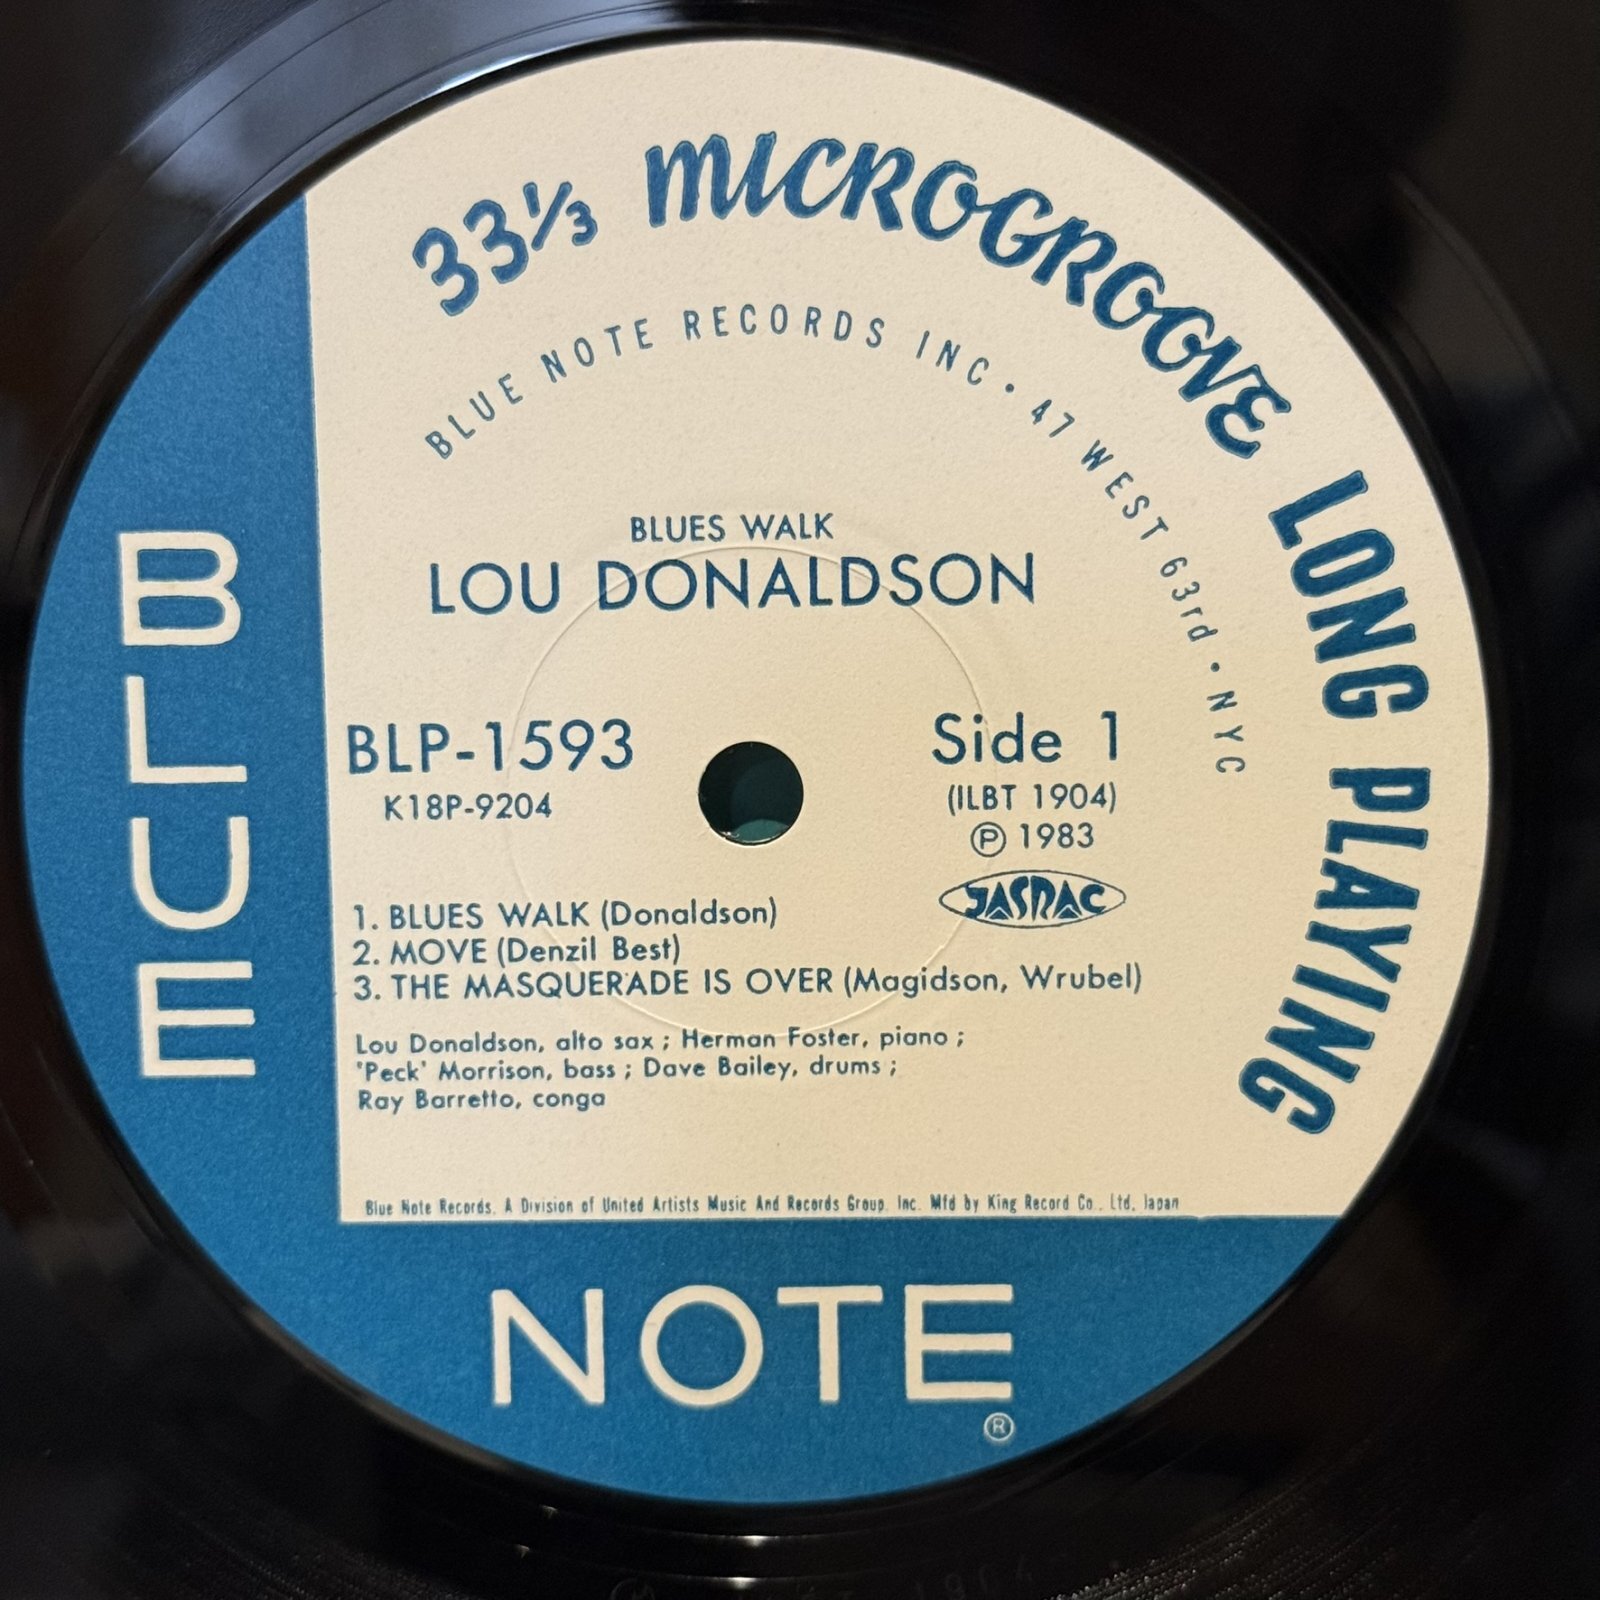 33⅓ MICROGROOVE LONG PLAYING
BLUE NOTE RECORDS INC • 47 WEST 63rd • NYC
BLUES WALK
LOU DONALDSON
BLP-1593
K18P-9204
Side 1
(ILBT 1904)
Ⓟ 1983
JASRAC
1. BLUES WALK (Donaldson)
2. MOVE (Denzil Best)
3. THE MASQUERADE IS OVER (Magidson, Wrubel)
Lou Donaldson, alto sax ; Herman Foster, piano ;
'Peck' Morrison, bass ; Dave Bailey, drums ;
Ray Barretto, conga
Blue Note Records. A Division of United Artists Music And Records Group. Inc. Mfd by King Record Co., Ltd, Japan
BLUE
NOTE
®